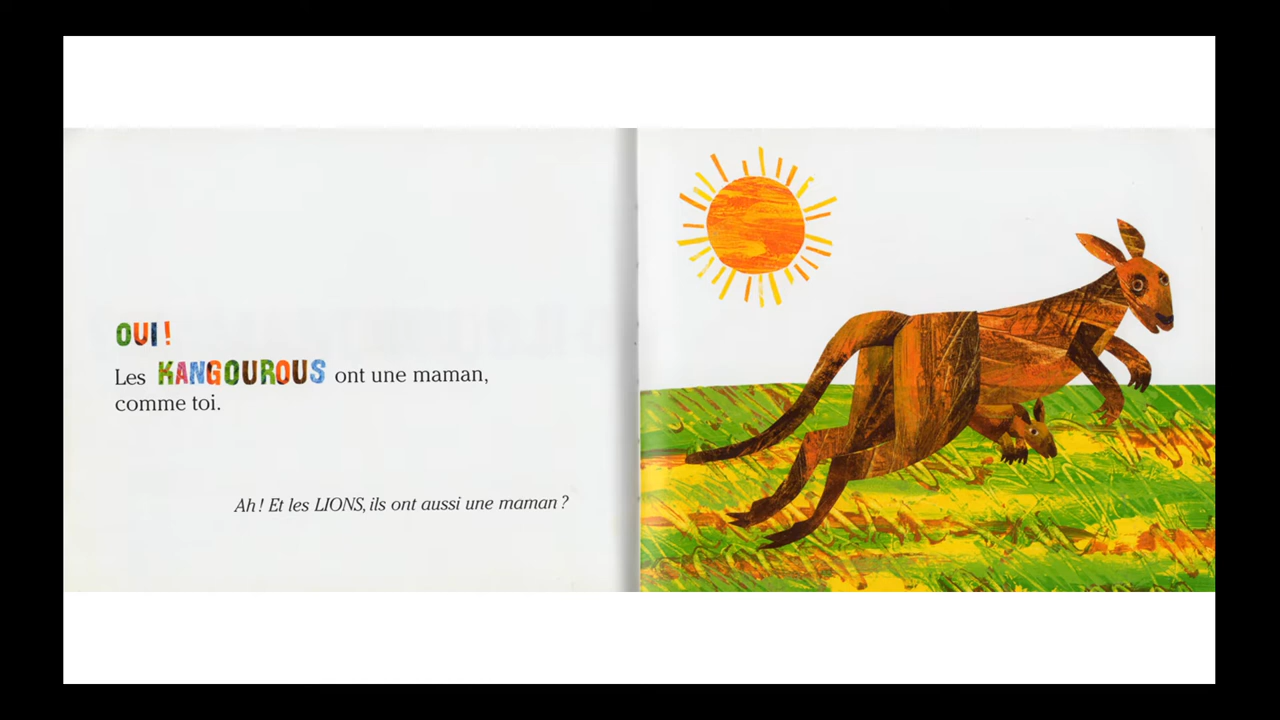 OUI !
Les KANGOUROUS ont une maman,
comme toi.
Ah ! Et les LIONS, ils ont aussi une maman ?